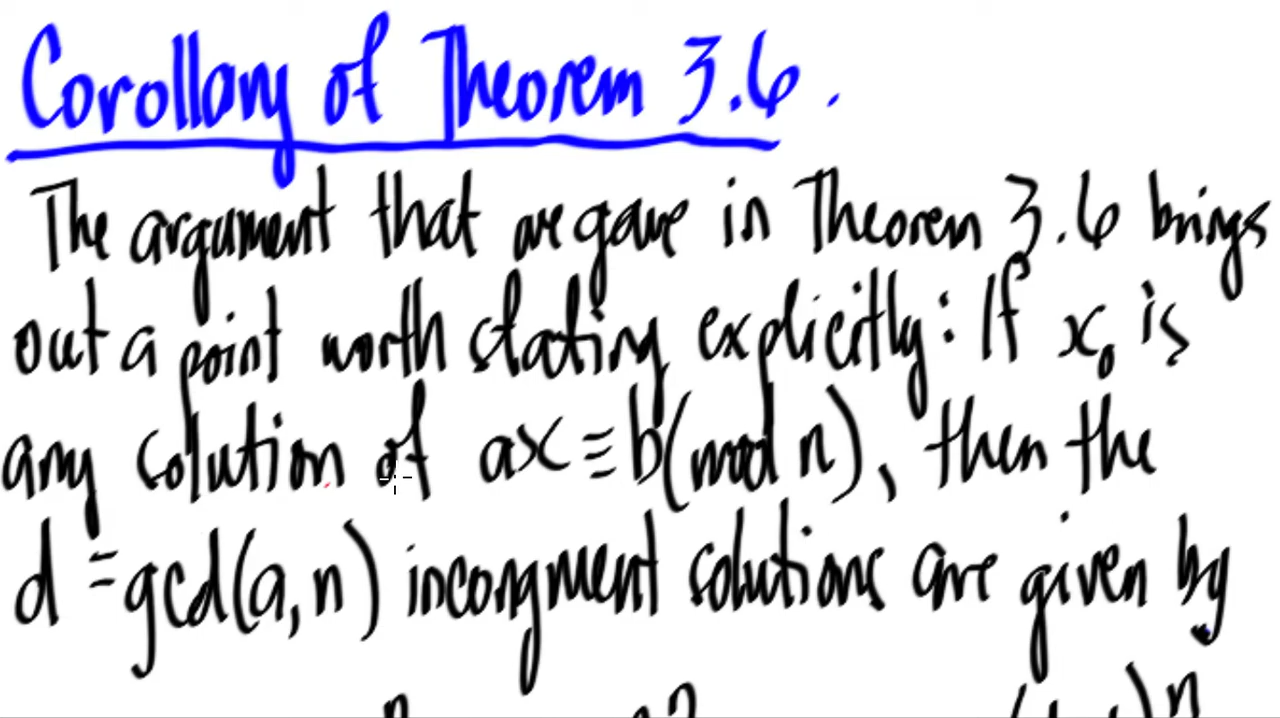 Corollary of Theorem 3.6.
The argument that we gave in Theorem 3.6 brings
out a point worth stating explicitly: If x₀ is
any solution of ax ≡ b(mod n), then the
d = gcd(a, n) incongruent solutions are given by